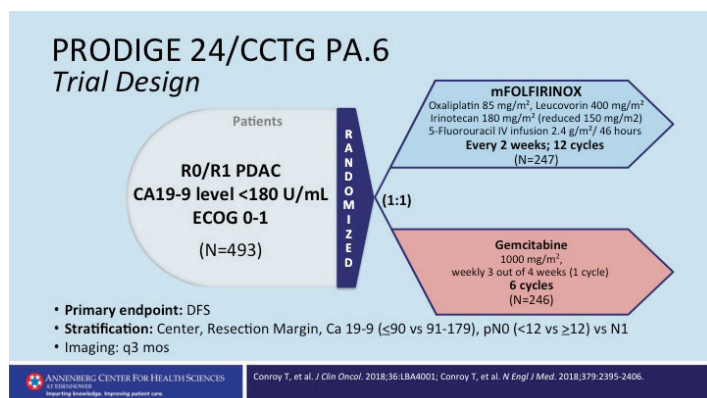 PRODIGE 24/CCTG PA.6
Trial Design
Patients
R0/R1 PDAC
CA19-9 level <180 U/mL
ECOG 0-1
(N=493)
RANDOMIZED
(1:1)
mFOLFIRINOX
Oxaliplatin 85 mg/m², Leucovorin 400 mg/m²
Irinotecan 180 mg/m² (reduced 150 mg/m2)
5-Fluorouracil IV infusion 2.4 g/m²/ 46 hours
Every 2 weeks; 12 cycles
(N=247)
Gemcitabine
1000 mg/m²,
weekly 3 out of 4 weeks (1 cycle)
6 cycles
(N=246)
• Primary endpoint: DFS
• Stratification: Center, Resection Margin, Ca 19-9 (≤90 vs 91-179), pN0 (<12 vs ≥12) vs N1
• Imaging: q3 mos
ANNENBERG CENTER FOR HEALTH SCIENCES
AT EISENHOWER
Imparting knowledge. Improving patient care.
Conroy T, et al. J Clin Oncol. 2018;36:LBA4001; Conroy T, et al. N Engl J Med. 2018;379:2395-2406.